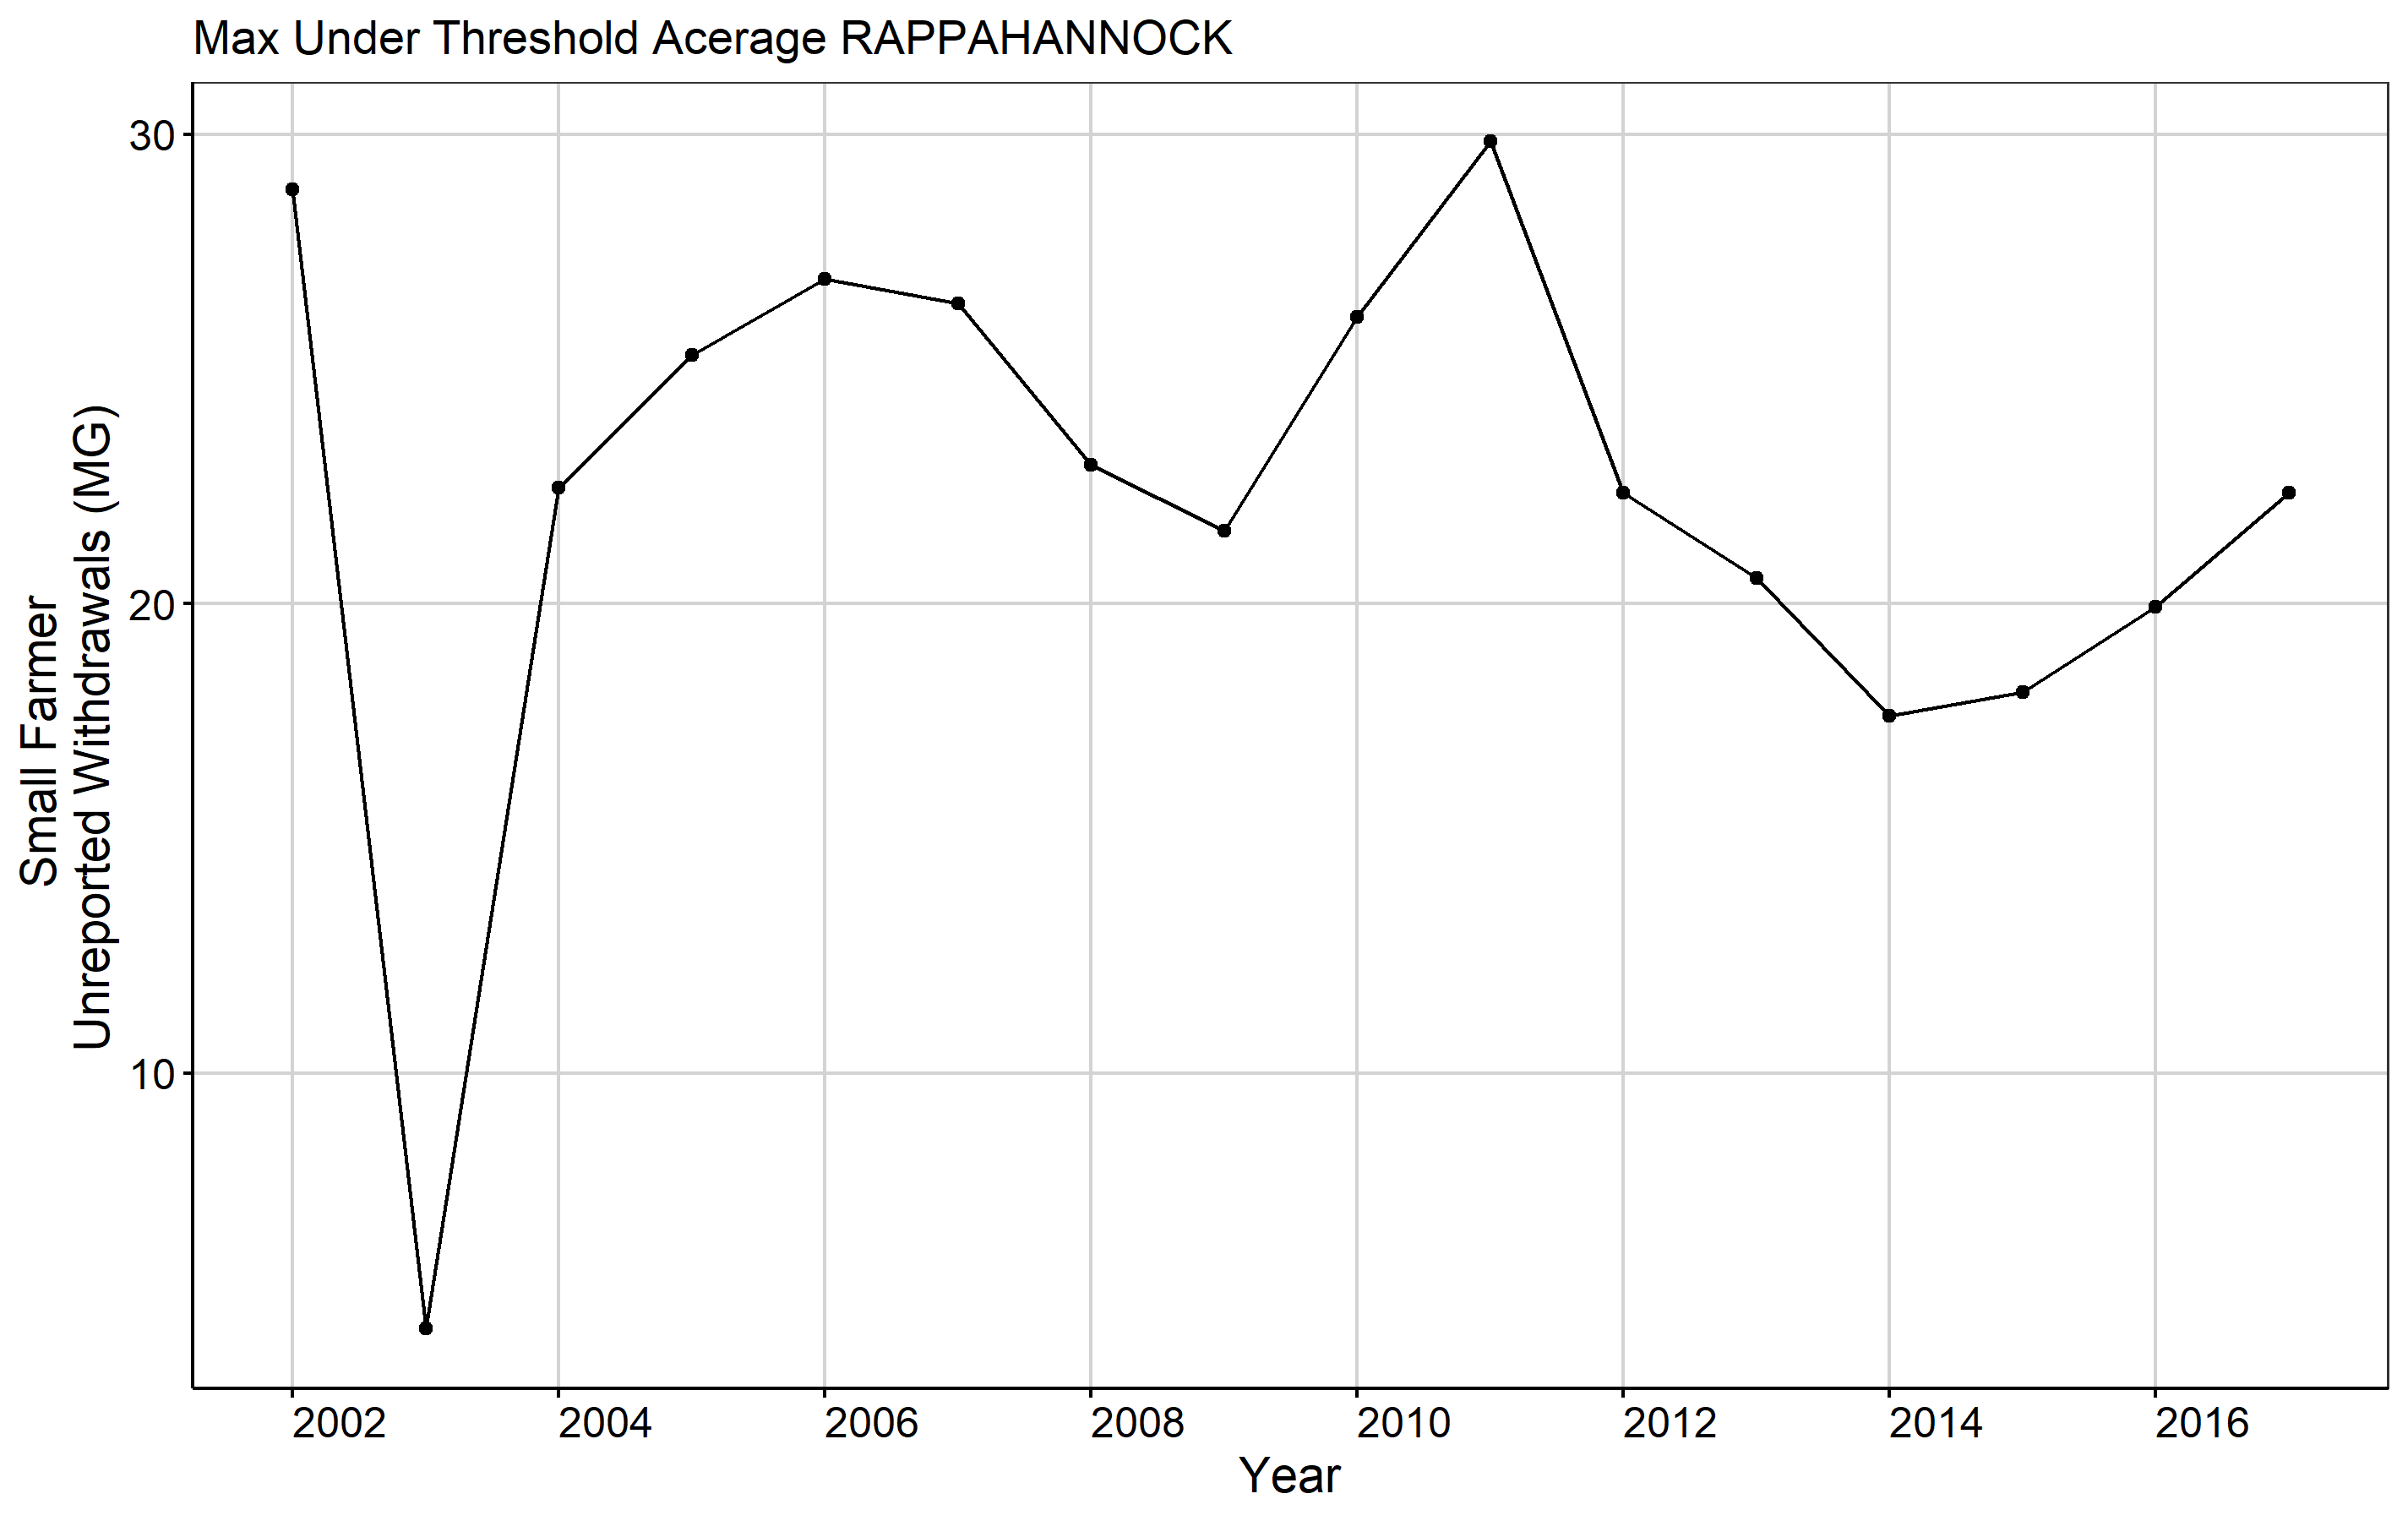 Max Under Threshold Acerage RAPPAHANNOCK
Small Farmer
Unreported Withdrawals (MG)
30
20
10
2002 2004 2006 2008 2010 2012 2014 2016
Year